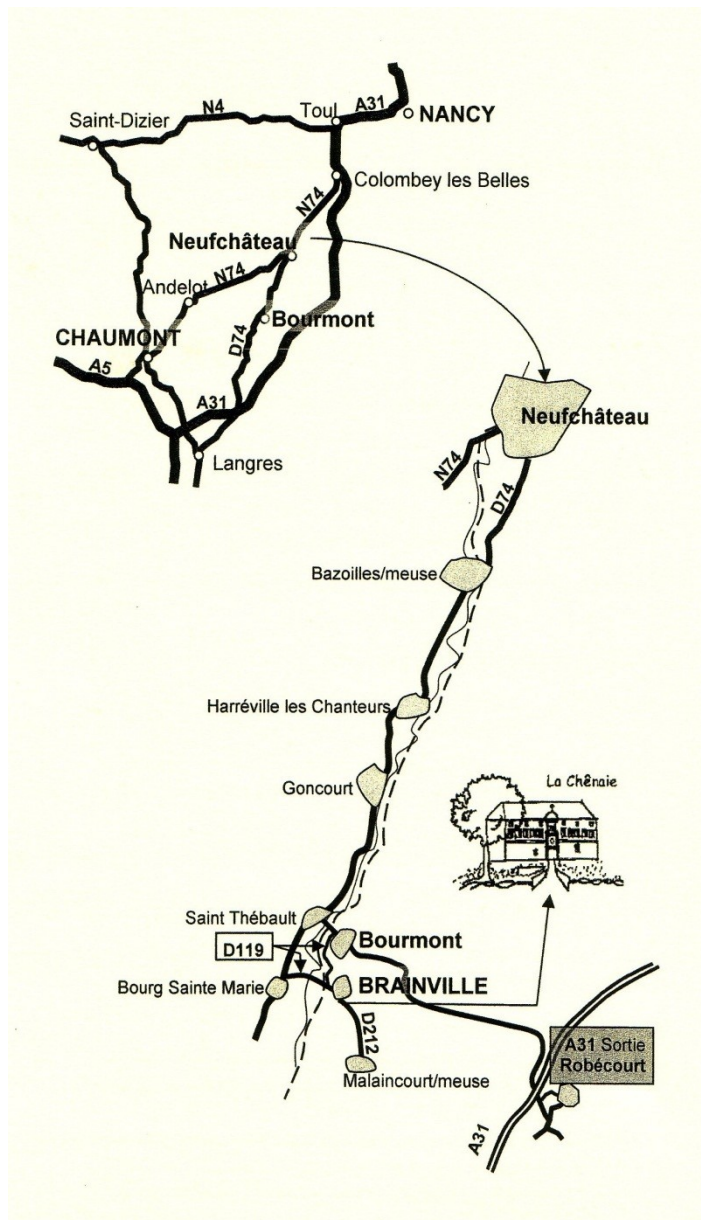 Saint-Dizier
N4
Toul
A31
NANCY
Colombey les Belles
N74
Neufchâteau
N74
Andelot
Bourmont
D74
CHAUMONT
A5
A31
Langres
Neufchâteau
N74
D74
Bazoilles/meuse
Harréville les Chanteurs
Goncourt
La Chênaie
Saint Thébault
D119
Bourmont
Bourg Sainte Marie
BRAINVILLE
D212
Malaincourt/meuse
A31 Sortie
Robécourt
A31